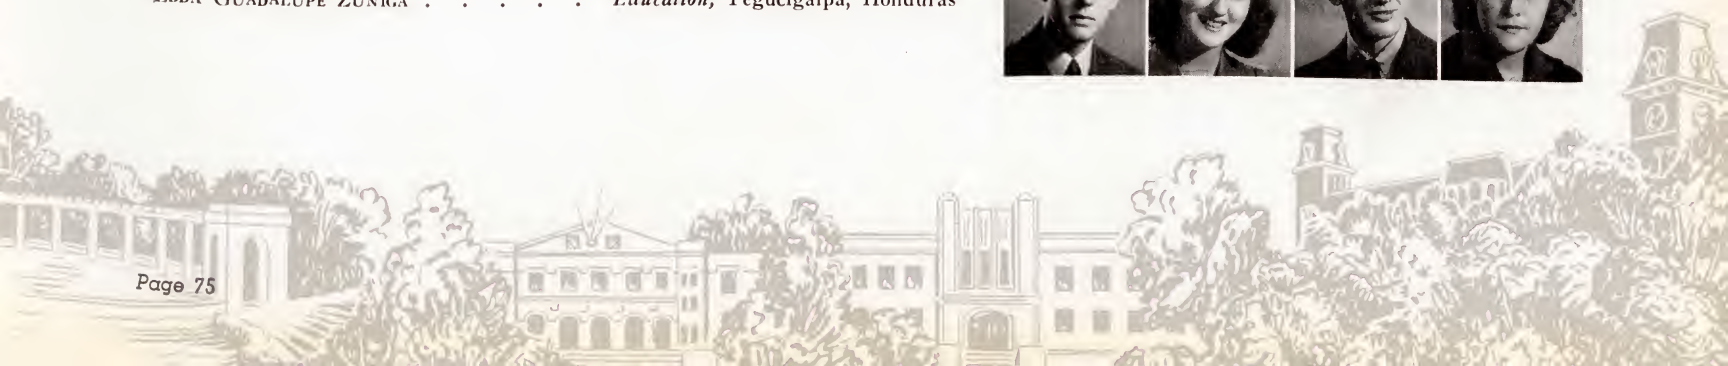 GUADALUPE ZUNIGA . . . . . Education, Tegucigalpa, Honduras
Page 75